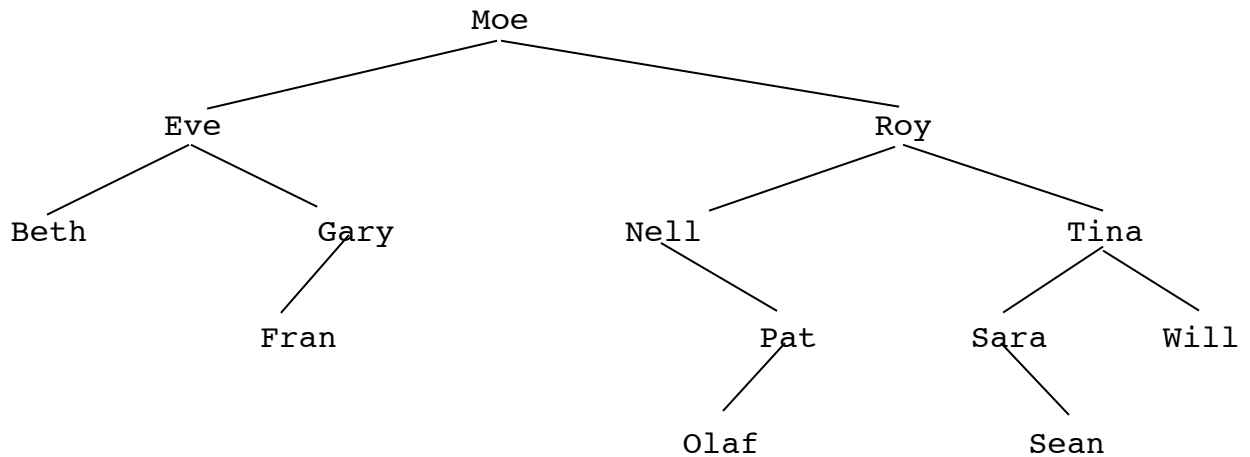 Moe
Eve Roy
Beth Gary Nell Tina
Fran Pat Sara Will
Olaf Sean